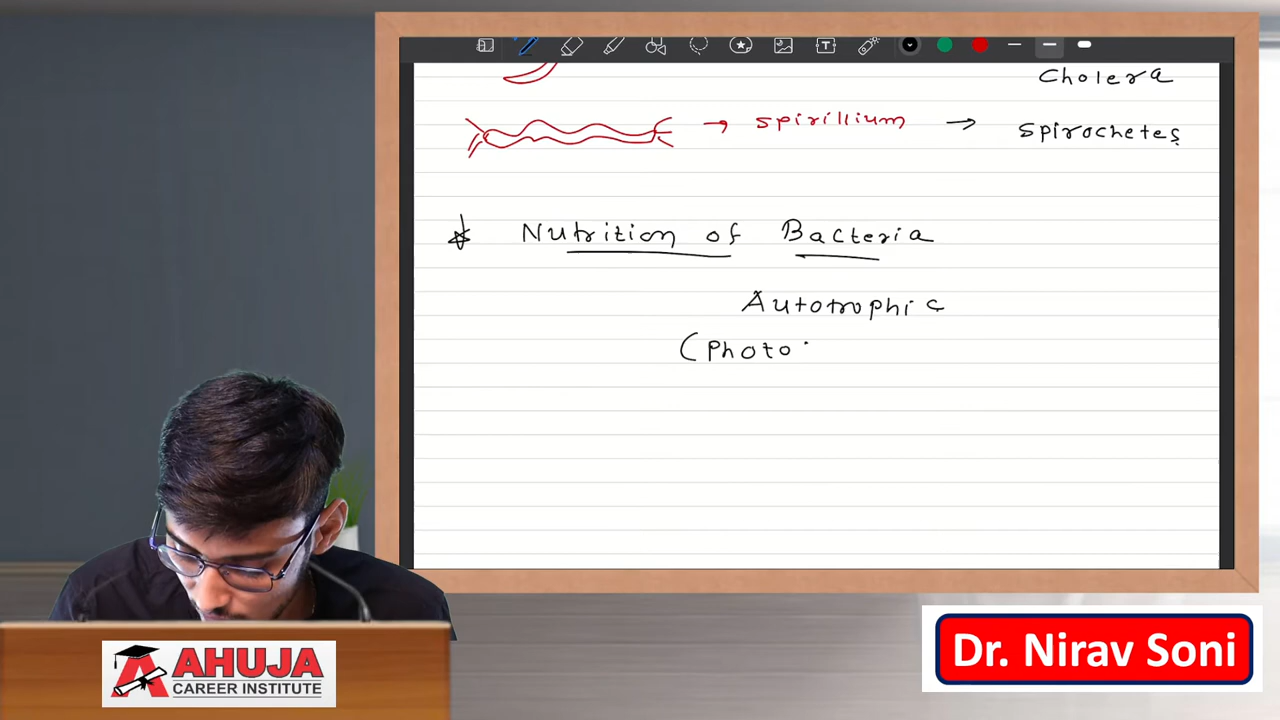 Cholera
→ spirillium → spirochetes
Nutrition of Bacteria
Autotrophic
(Photo
AHUJA
CAREER INSTITUTE
Dr. Nirav Soni